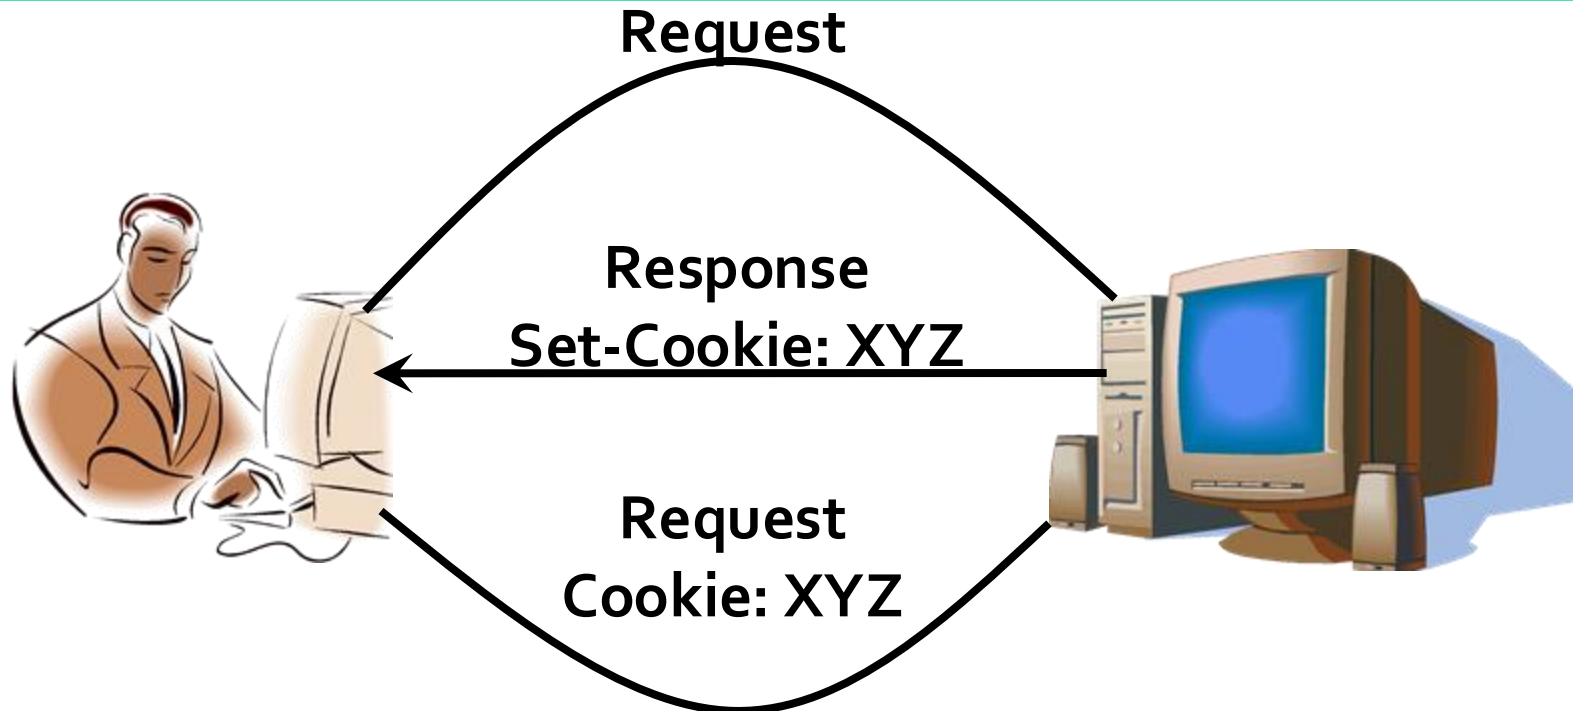 Request
Response
Set-Cookie: XYZ
Request
Cookie: XYZ